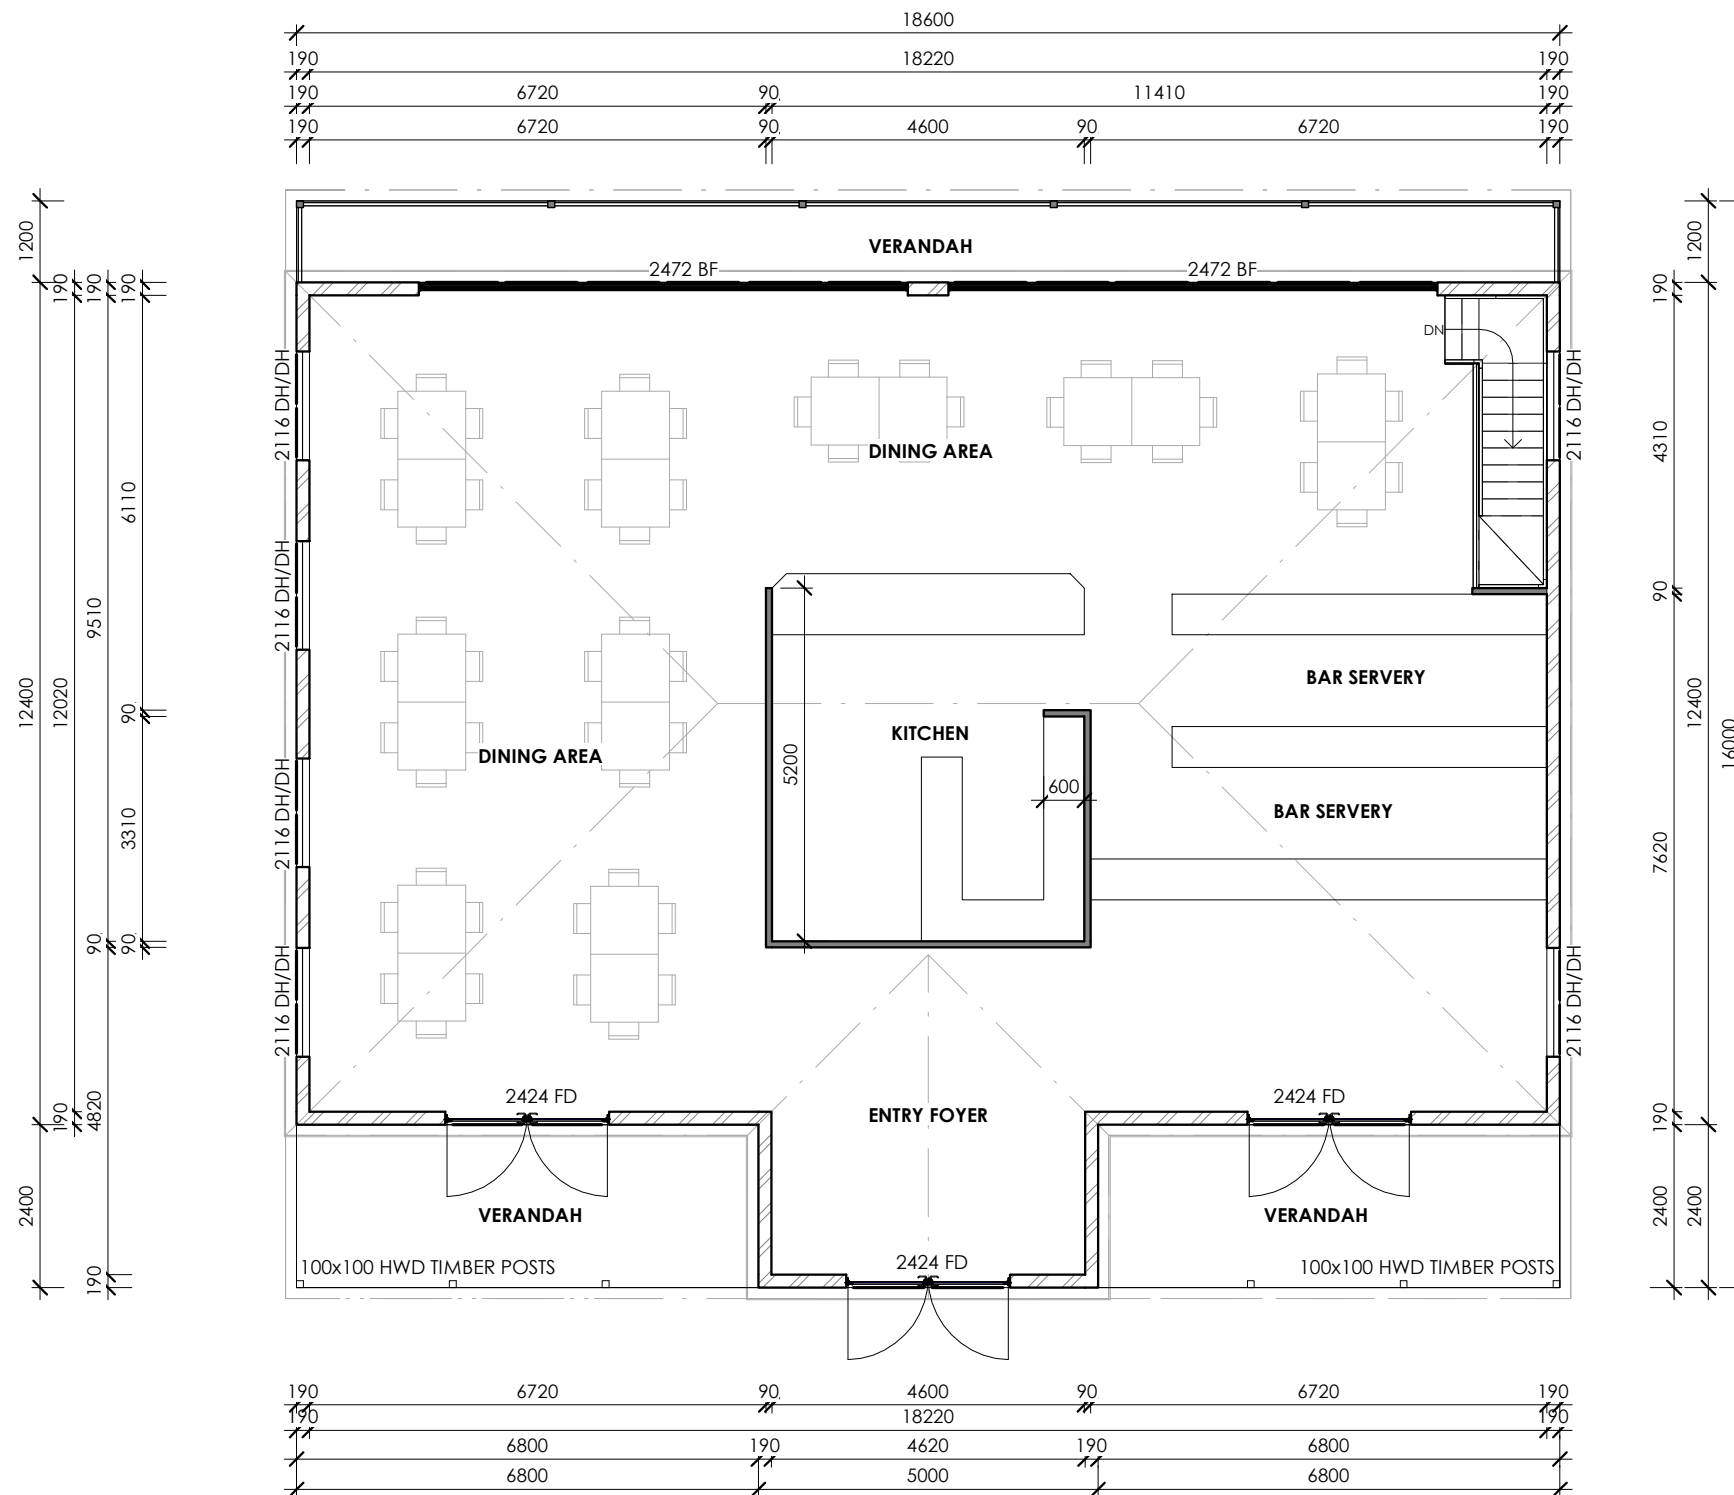 18600
190 18220 190
190 6720 90 11410 190
190 6720 90 4600 90 6720 190
VERANDAH
2472 BF 2472 BF
DN
1200
190 190 190
12400
12020
9510
6110
90
3310
90 90
190
4820
2400
190
2116 DH/DH
2116 DH/DH
2116 DH/DH
2116 DH/DH
DINING AREA
DINING AREA
KITCHEN
5200
600
BAR SERVERY
BAR SERVERY
2116 DH/DH
2116 DH/DH
1200
190
4310
90
12400
16000
7620
190
2400 2400
2424 FD
2424 FD
ENTRY FOYER
VERANDAH
VERANDAH
2424 FD
100x100 HWD TIMBER POSTS
100x100 HWD TIMBER POSTS
190 6720 90 4600 90 6720 190
190 18220 190
6800 190 4620 190 6800
6800 5000 6800